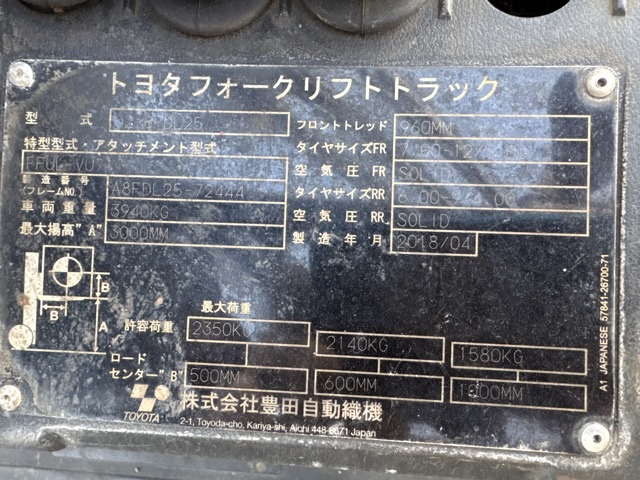 トヨタフォークリフトトラック
型式
フロントトレッド 960MM
特型型式・アタッチメント型式
タイヤサイズFR
空気圧FR SOLID
製造番号
(フレームNO.) A8FDL25-72444
タイヤサイズRR
車両重量 3940KG
空気圧RR SOLID
最大揚高"A" 3000MM
製造年月 2018/04
B
B
A
最大荷重
許容荷重 2350KG 2140KG 1580KG
ロード
センター"B" 500MM 600MM 1000MM
TOYOTA
株式会社豊田自動織機
2-1, Toyoda-cho, Kariya-shi, Aichi 448-8671 Japan
A1 JAPANESE 57841-26700-71